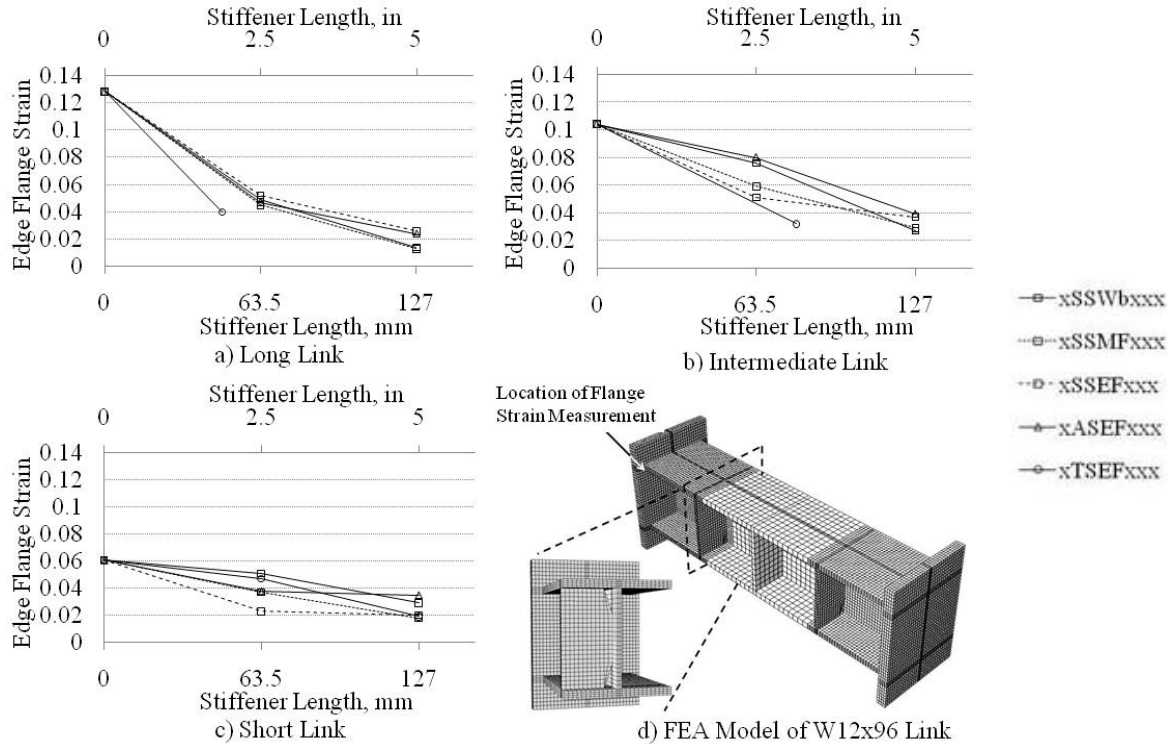 Stiffener Length, in
0 2.5 5
0.14
0.12
0.1
0.08
0.06
0.04
0.02
0
Edge Flange Strain
0 63.5 127
Stiffener Length, mm
a) Long Link
Stiffener Length, in
0 2.5 5
0.14
0.12
0.1
0.08
0.06
0.04
0.02
0
Edge Flange Strain
0 63.5 127
Stiffener Length, mm
b) Intermediate Link
xSSWbxxx
xSSMFxxx
xSSEFxxx
xASEFxxx
xTSEFxxx
Stiffener Length, in
0 2.5 5
0.14
0.12
0.1
0.08
0.06
0.04
0.02
0
Edge Flange Strain
0 63.5 127
Stiffener Length, mm
c) Short Link
Location of Flange
Strain Measurement
d) FEA Model of W12x96 Link